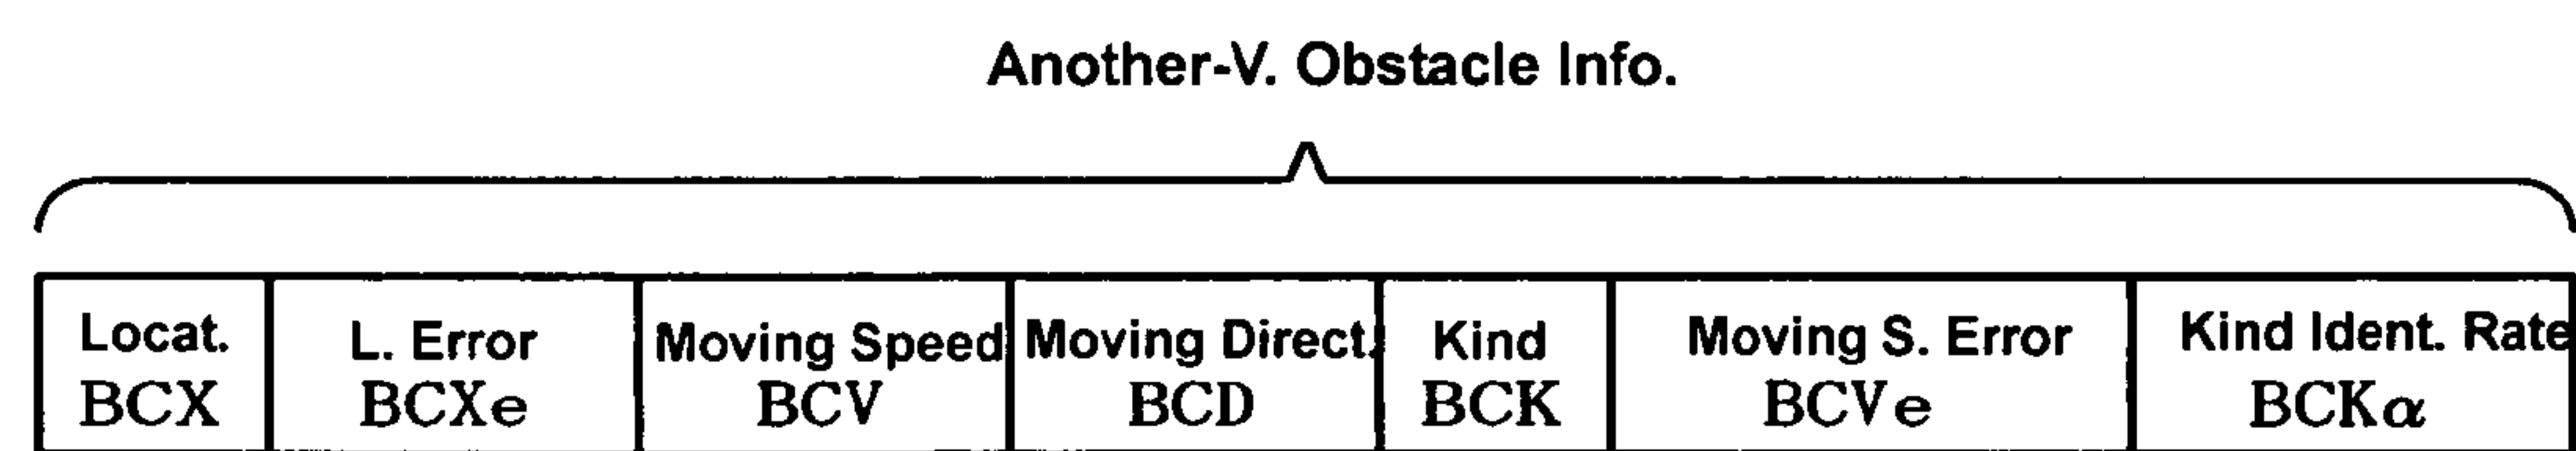 Another-V. Obstacle Info.
Locat. L. Error Moving Speed Moving Direct. Kind Moving S. Error Kind Ident. Rate
BCX BCXe BCV BCD BCK BCVe BCKα